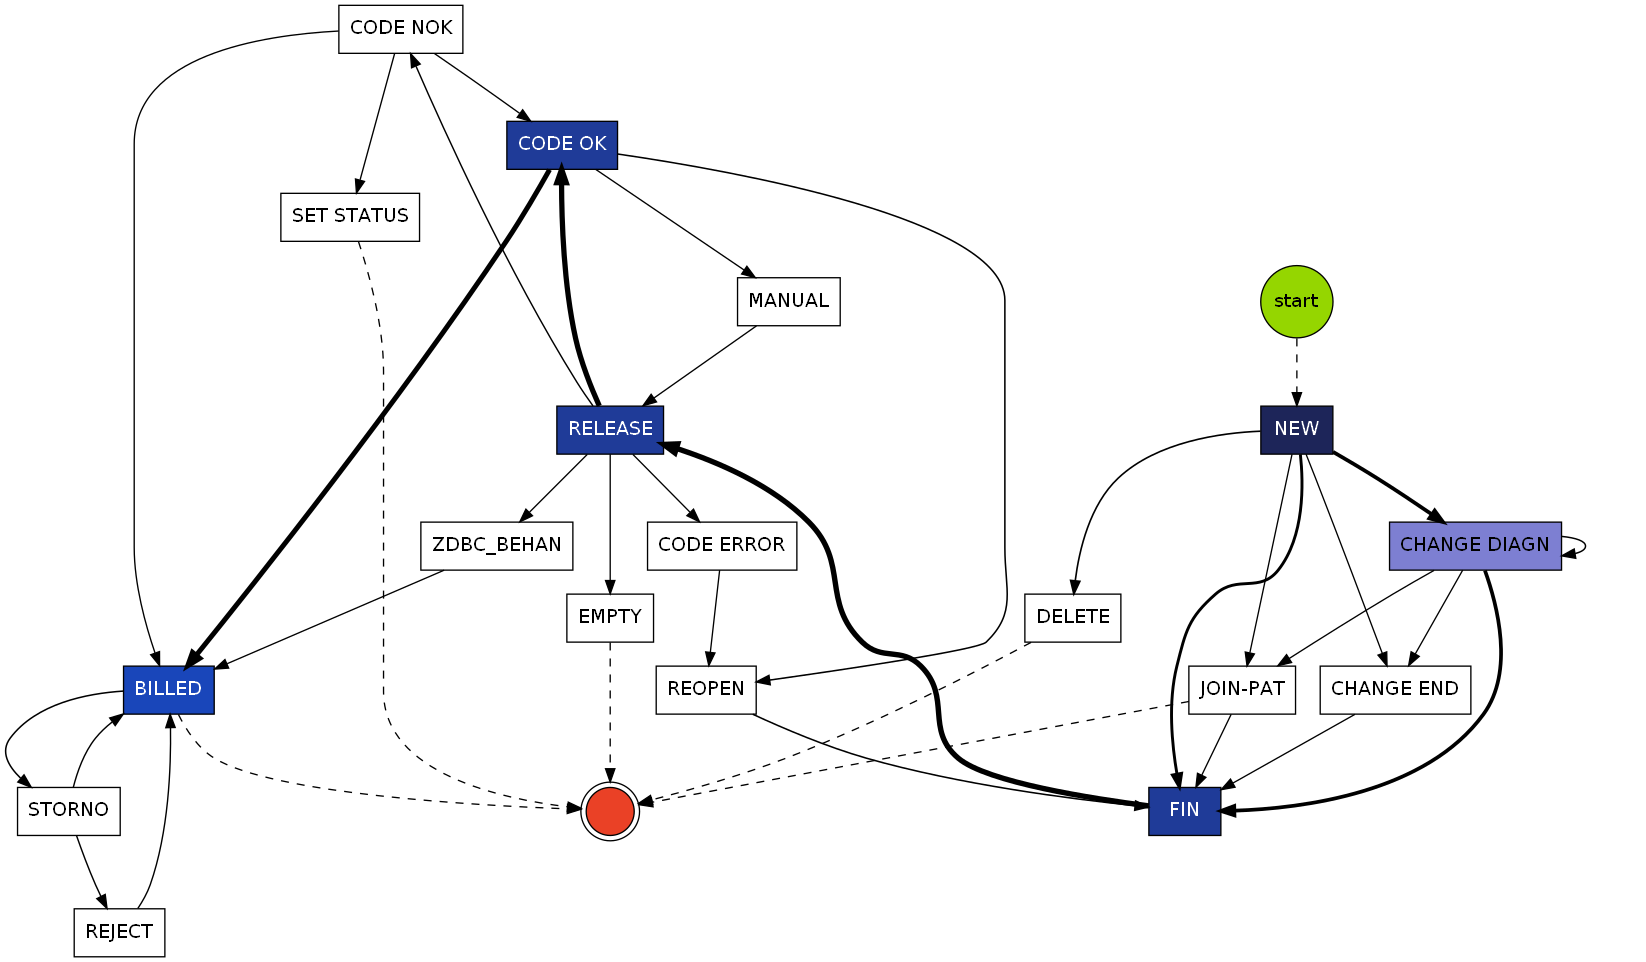 CODE NOK
CODE OK
SET STATUS
MANUAL
start
RELEASE
NEW
ZDBC_BEHAN
CODE ERROR
CHANGE DIAGN
EMPTY
DELETE
BILLED
REOPEN
JOIN-PAT
CHANGE END
STORNO
FIN
REJECT